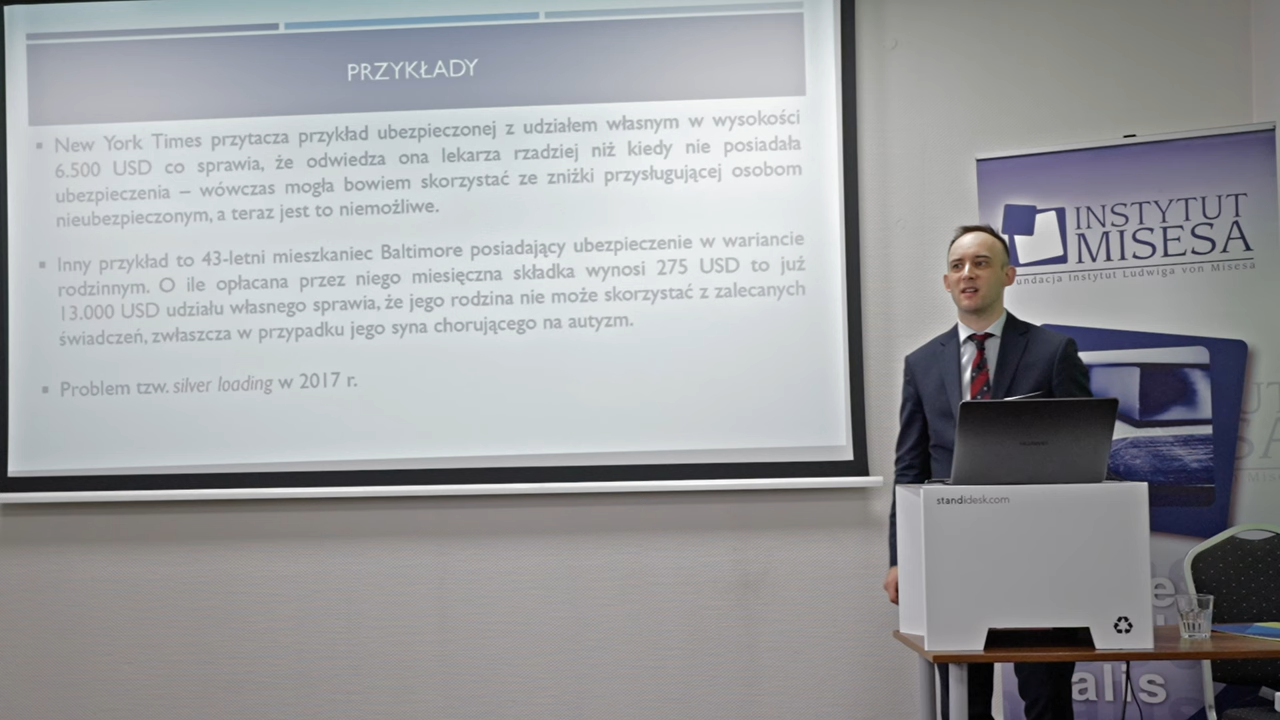 PRZYKŁADY
New York Times przytacza przykład ubezpieczonej z udziałem własnym w wysokości
6.500 USD co sprawia, że odwiedza ona lekarza rzadziej niż kiedy nie posiadała
ubezpieczenia – wówczas mogła bowiem skorzystać ze zniżki przysługującej osobom
nieubezpieczonym, a teraz jest to niemożliwe.
Inny przykład to 43-letni mieszkaniec Baltimore posiadający ubezpieczenie w wariancie
rodzinnym. O ile opłacana przez niego miesięczna składka wynosi 275 USD to już
13.000 USD udziału własnego sprawia, że jego rodzina nie może skorzystać z zalecanych
świadczeń, zwłaszcza w przypadku jego syna chorującego na autyzm.
Problem tzw. silver loading w 2017 r.
INSTYTUT
MISESA
undacja Instytut Ludwiga von Misesa
standidesk.com
alis